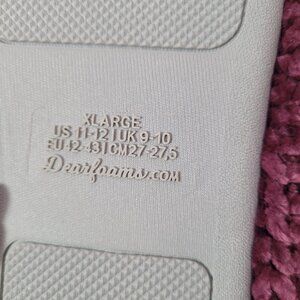 XLARGE
US 11-12 | UK 9-10
EU 42-43 | CM27-27,5
Dearfoams.COM